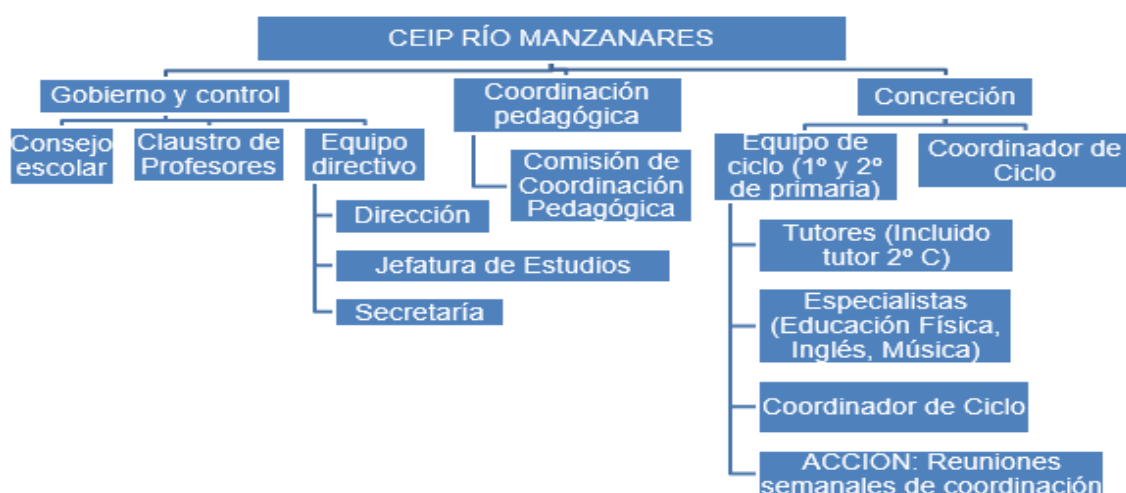 CEIP RÍO MANZANARES
Gobierno y control
Consejo
escolar
Claustro de
Profesores
Equipo
directivo
Dirección
Jefatura de Estudios
Secretaría
Coordinación
pedagógica
Comisión de
Coordinación
Pedagógica
Concreción
Equipo de
ciclo (1º y 2º
de primaria)
Tutores (Incluido
tutor 2º C)
Especialistas
(Educación Física,
Inglés, Música)
Coordinador de Ciclo
ACCION: Reuniones
semanales de coordinación
Coordinador de
Ciclo